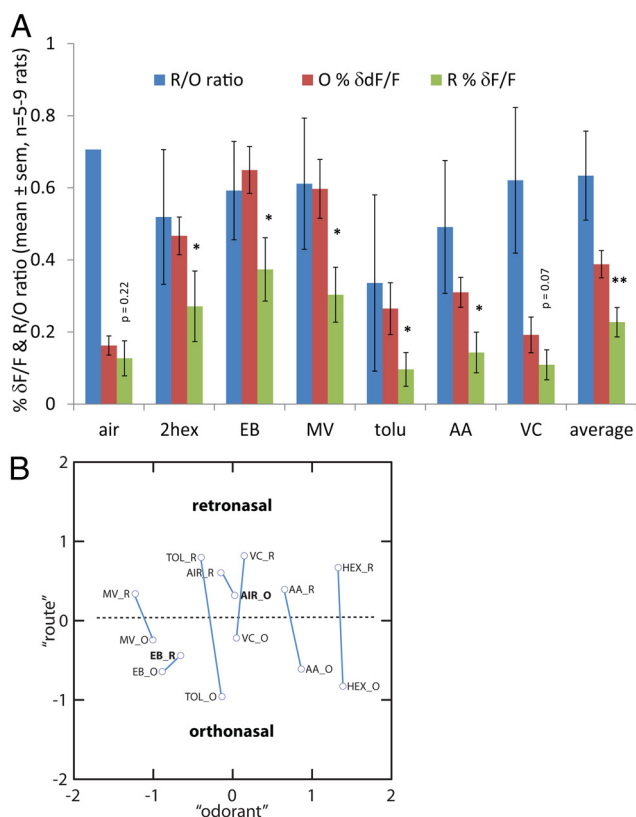 A
% δF/F & R/O ratio (mean ± sem, n=5-9 rats)
1
0.8
0.6
0.4
0.2
0
R/O ratio
O % δdF/F
R % δF/F
p = 0.22
*
*
*
*
*
p = 0.07
**
air
2hex
EB
MV
tolu
AA
VC
average
B
2
1
0
-1
-2
"route"
retronasal
TOL_R
VC_R
AIR_R
HEX_R
MV_R
AIR_O
AA_R
MV_O
VC_O
EB_R
EB_O
AA_O
HEX_O
TOL_O
orthonasal
-2
-1
0
1
2
"odorant"